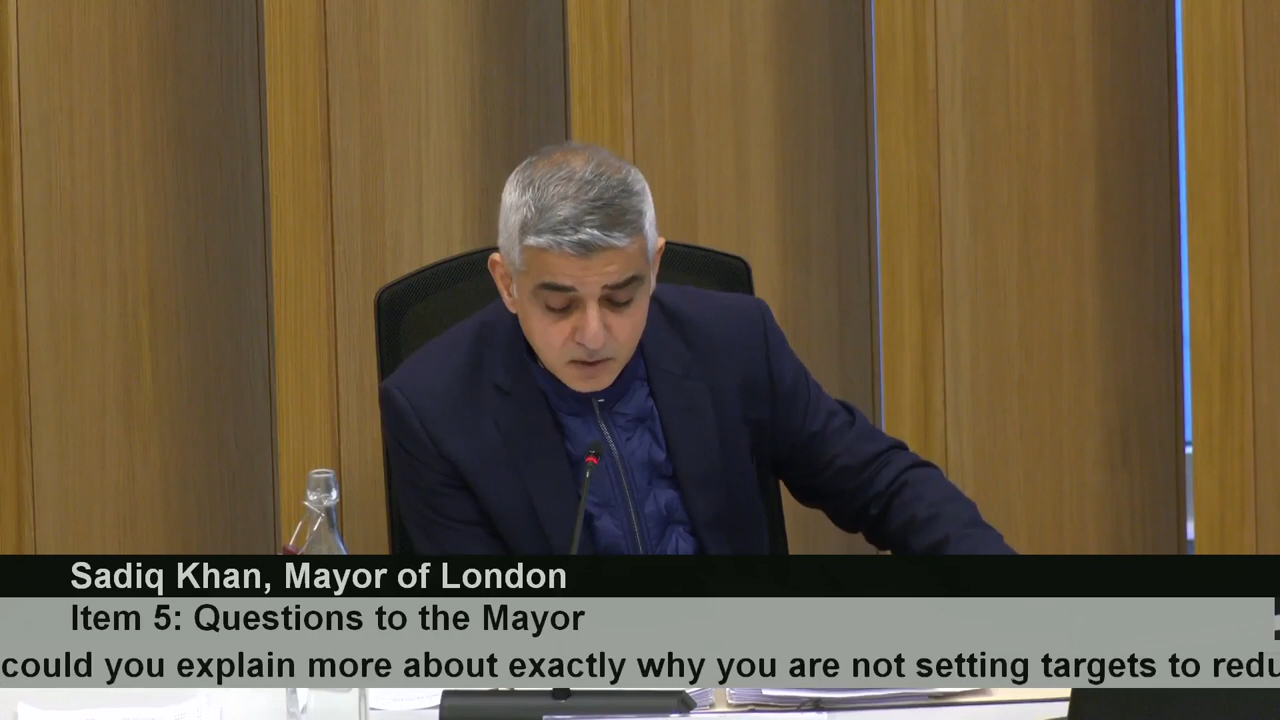 Sadiq Khan, Mayor of London
Item 5: Questions to the Mayor
could you explain more about exactly why you are not setting targets to redu